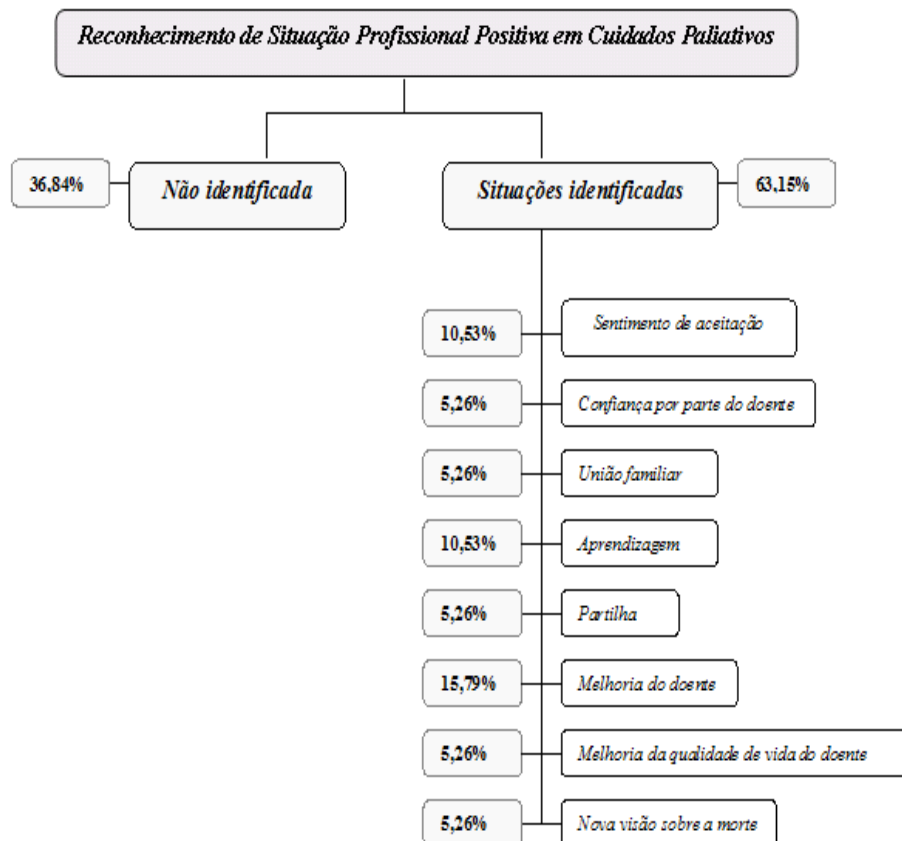 Reconhecimento de Situação Profissional Positiva em Cuidados Paliativos
36,84%
Não identificada
Situações identificadas
63,15%
10,53%
Sentimento de aceitação
5,26%
Confiança por parte do doente
5,26%
União familiar
10,53%
Aprendizagem
5,26%
Partilha
15,79%
Melhoria do doente
5,26%
Melhoria da qualidade de vida do doente
5,26%
Nova visão sobre a morte